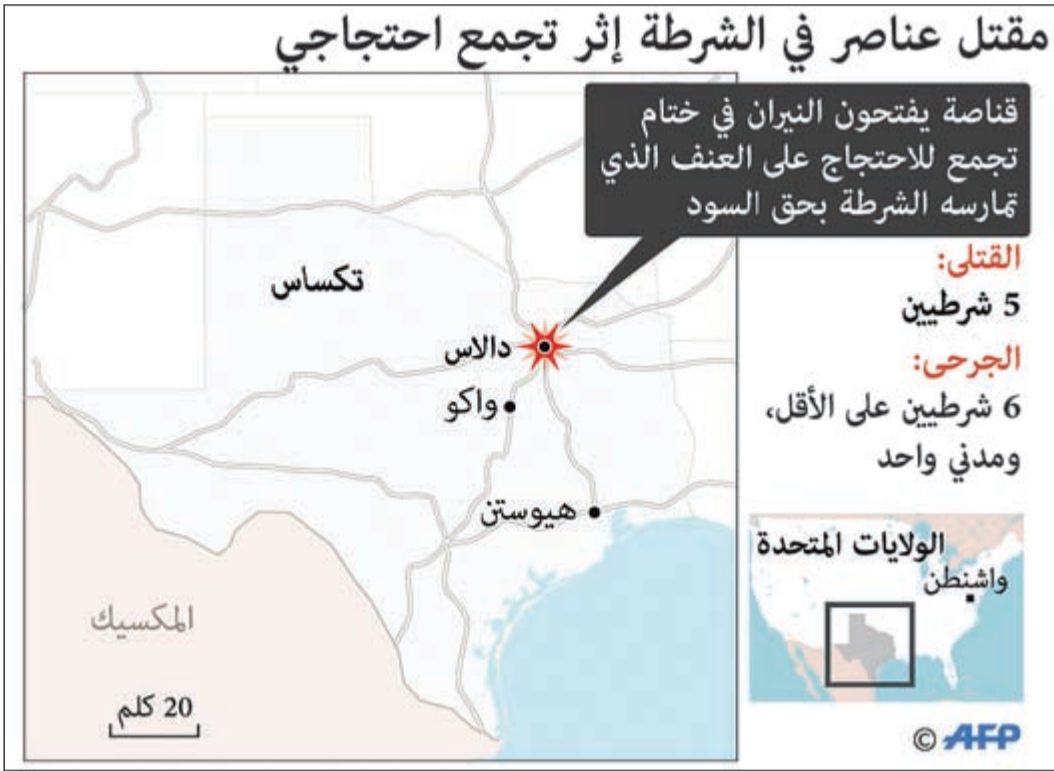 مقتل عناصر في الشرطة إثر تجمع احتجاجي
قناصة يفتحون النيران في ختام
تجمع للاحتجاج على العنف الذي
تمارسه الشرطة بحق السود
القتلى:
5 شرطيين
الجرحى:
6 شرطيين على الأقل،
ومدني واحد
تكساس
دالاس
واكو
هيوستن
المكسيك
20 كلم
الولايات المتحدة
واشنطن
© AFP